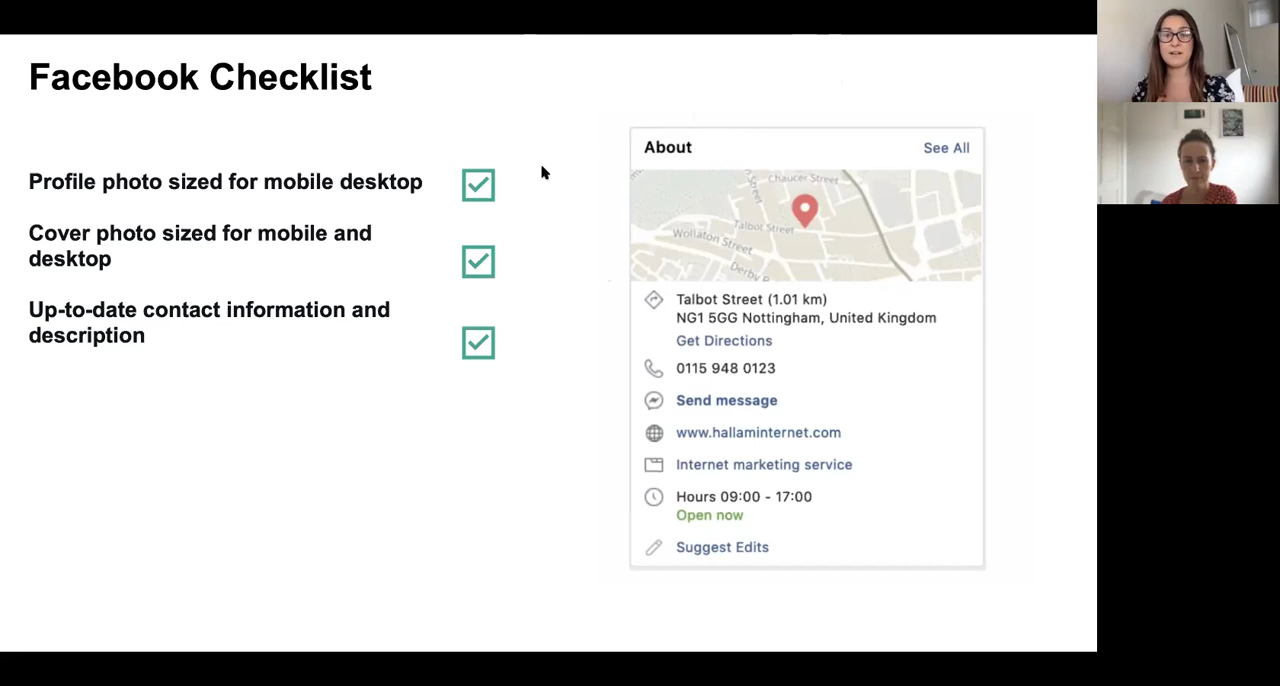 Facebook Checklist
Profile photo sized for mobile desktop
Cover photo sized for mobile and
desktop
Up-to-date contact information and
description
About
See All
Chaucer Street
Street
Talbot Street
Wollaston Street
Derby R
Talbot Street (1.01 km)
NG1 5GG Nottingham, United Kingdom
Get Directions
0115 948 0123
Send message
www.hallaminternet.com
Internet marketing service
Hours 09:00 - 17:00
Open now
Suggest Edits